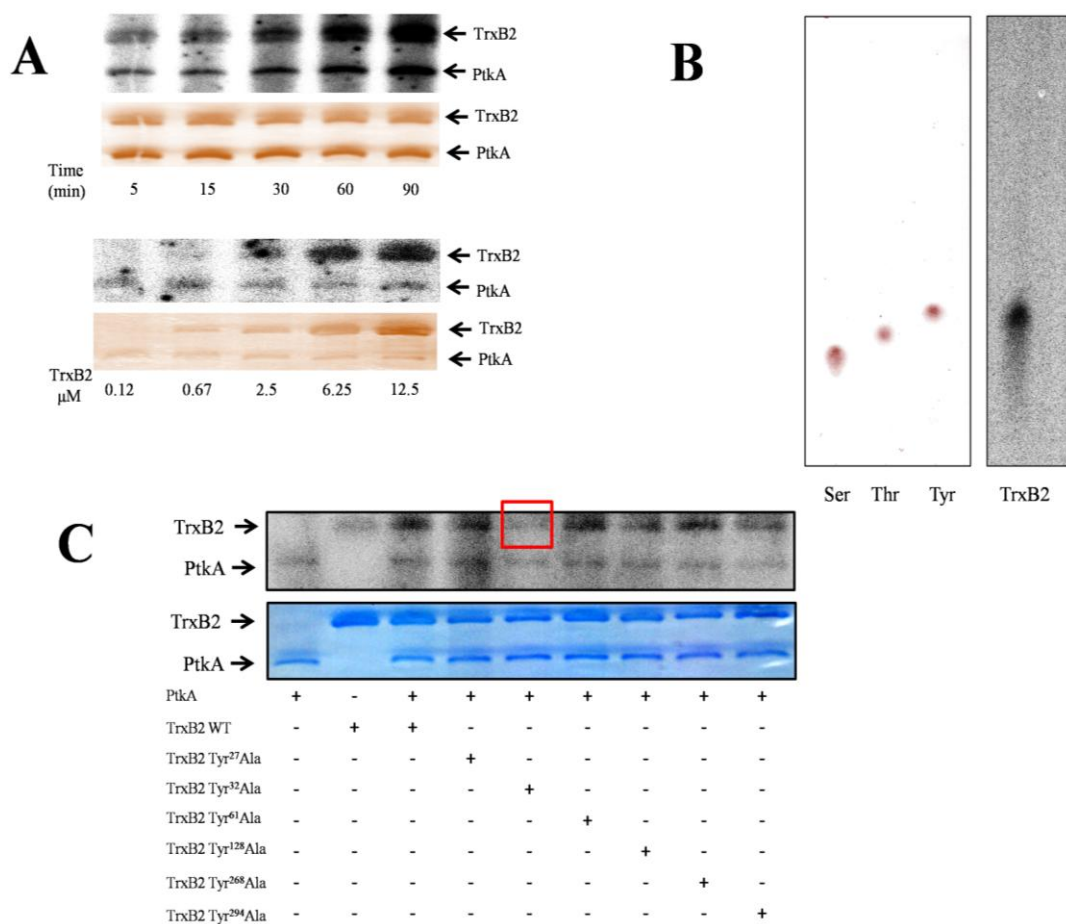 A
TrxB2
PtkA
TrxB2
PtkA
Time
(min)
5 15 30 60 90
TrxB2
PtkA
TrxB2
PtkA
TrxB2
µM
0.12 0.67 2.5 6.25 12.5
B
Ser Thr Tyr TrxB2
C
TrxB2
PtkA
TrxB2
PtkA
PtkA + - + + + + + + +
TrxB2 WT - + + - - - - - -
TrxB2 Tyr²⁷Ala - - - + - - - - -
TrxB2 Tyr³²Ala - - - - + - - - -
TrxB2 Tyr⁶¹Ala - - - - - + - - -
TrxB2 Tyr¹²⁸Ala - - - - - - + - -
TrxB2 Tyr²⁶⁸Ala - - - - - - - + -
TrxB2 Tyr²⁹⁴Ala - - - - - - - - +